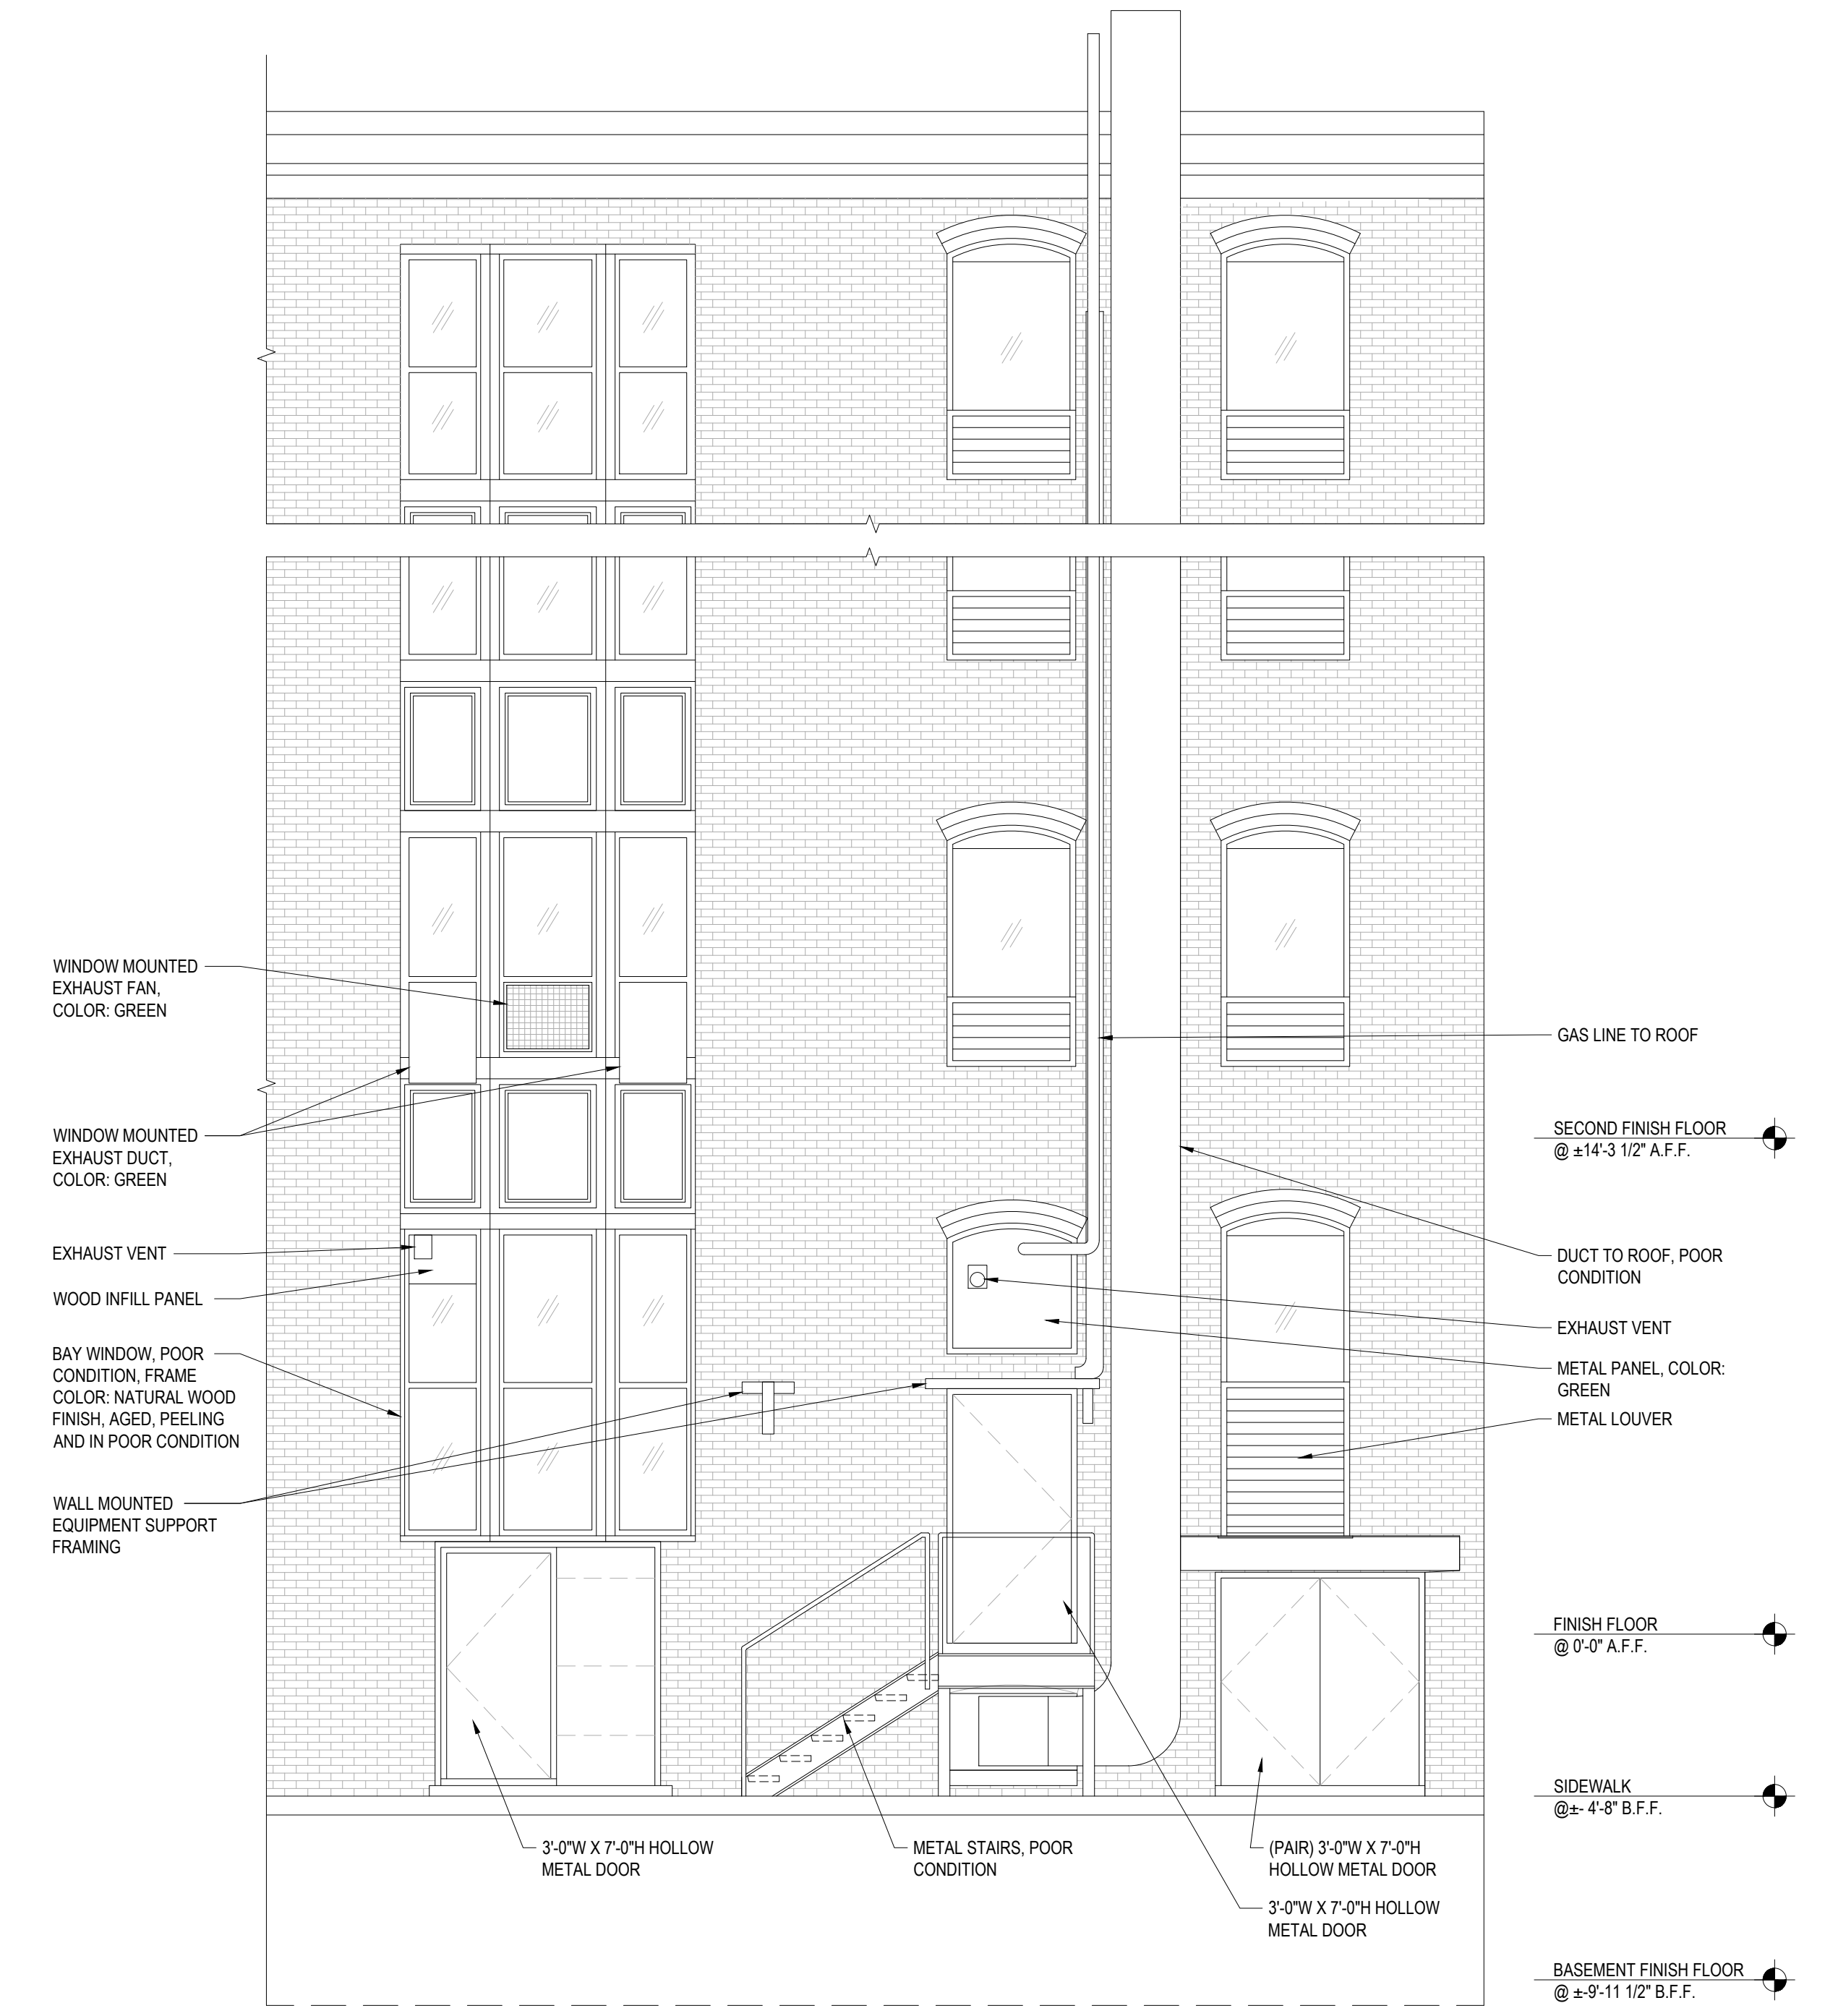 WINDOW MOUNTED
EXHAUST FAN,
COLOR: GREEN
WINDOW MOUNTED
EXHAUST DUCT,
COLOR: GREEN
EXHAUST VENT
WOOD INFILL PANEL
BAY WINDOW, POOR
CONDITION, FRAME
COLOR: NATURAL WOOD
FINISH, AGED, PEELING
AND IN POOR CONDITION
WALL MOUNTED
EQUIPMENT SUPPORT
FRAMING
GAS LINE TO ROOF
SECOND FINISH FLOOR
@ ±14'-3 1/2" A.F.F.
DUCT TO ROOF, POOR
CONDITION
EXHAUST VENT
METAL PANEL, COLOR:
GREEN
METAL LOUVER
FINISH FLOOR
@ 0'-0" A.F.F.
SIDEWALK
@±- 4'-8" B.F.F.
3'-0"W X 7'-0"H HOLLOW
METAL DOOR
METAL STAIRS, POOR
CONDITION
(PAIR) 3'-0"W X 7'-0"H
HOLLOW METAL DOOR
3'-0"W X 7'-0"H HOLLOW
METAL DOOR
BASEMENT FINISH FLOOR
@ ±-9'-11 1/2" B.F.F.